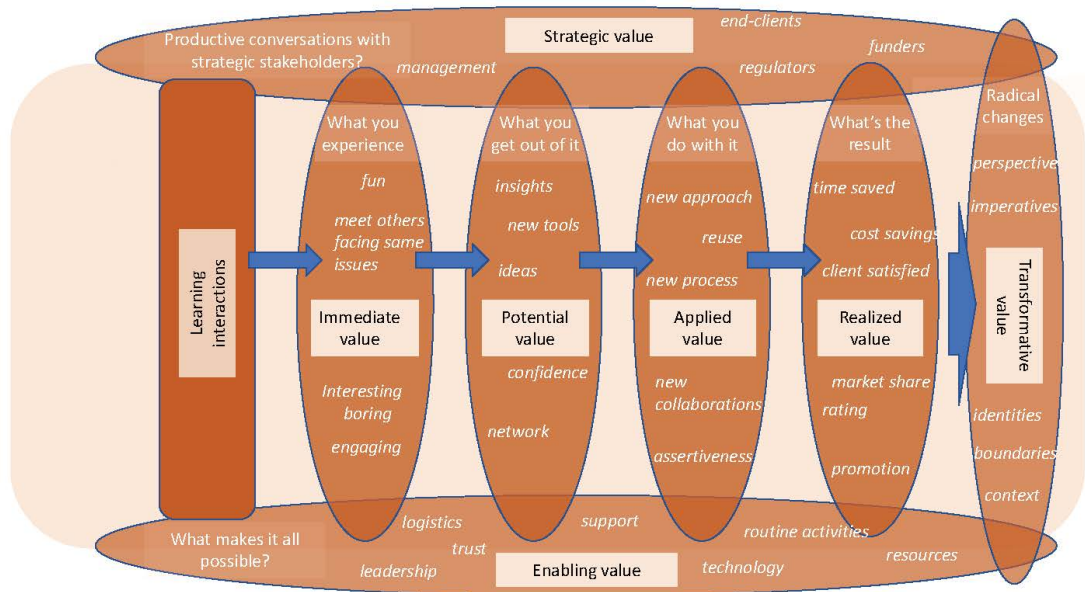 Productive conversations with
strategic stakeholders?
Strategic value
end-clients
funders
management
regulators
Learning
interactions
What you
experience
fun
meet others
facing same
issues
Immediate
value
Interesting
boring
engaging
What you
get out of it
insights
new tools
ideas
Potential
value
confidence
network
What you
do with it
new approach
reuse
new process
Applied
value
new
collaborations
assertiveness
What's the
result
time saved
cost savings
client satisfied
Realized
value
market share
rating
promotion
Radical
changes
perspective
imperatives
Transformative
value
identities
boundaries
context
What makes it all
possible?
logistics
trust
leadership
support
Enabling value
routine activities
technology
resources